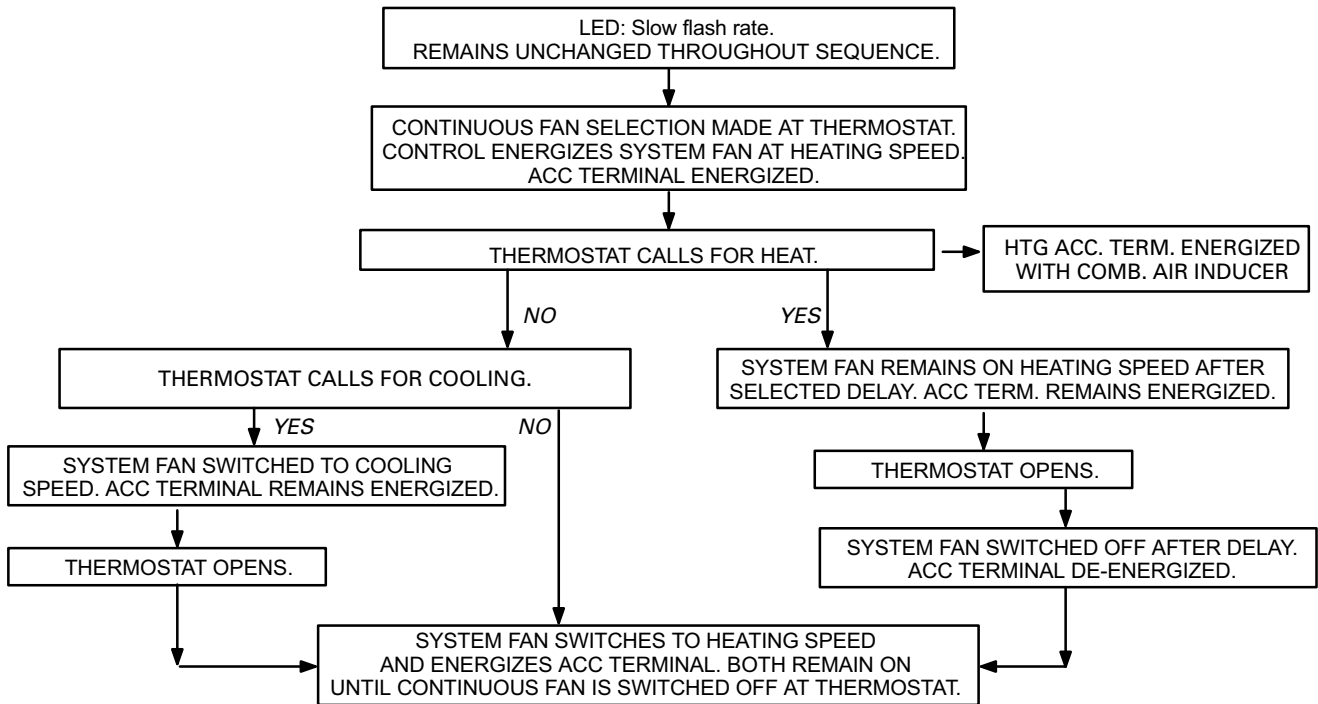 LED: Slow flash rate.
REMAINS UNCHANGED THROUGHOUT SEQUENCE.
CONTINUOUS FAN SELECTION MADE AT THERMOSTAT.
CONTROL ENERGIZES SYSTEM FAN AT HEATING SPEED.
ACC TERMINAL ENERGIZED.
THERMOSTAT CALLS FOR HEAT.
HTG ACC. TERM. ENERGIZED
WITH COMB. AIR INDUCER
NO
YES
THERMOSTAT CALLS FOR COOLING.
SYSTEM FAN REMAINS ON HEATING SPEED AFTER
SELECTED DELAY. ACC TERM. REMAINS ENERGIZED.
YES
NO
SYSTEM FAN SWITCHED TO COOLING
SPEED. ACC TERMINAL REMAINS ENERGIZED.
THERMOSTAT OPENS.
THERMOSTAT OPENS.
SYSTEM FAN SWITCHED OFF AFTER DELAY.
ACC TERMINAL DE-ENERGIZED.
SYSTEM FAN SWITCHES TO HEATING SPEED
AND ENERGIZES ACC TERMINAL. BOTH REMAIN ON
UNTIL CONTINUOUS FAN IS SWITCHED OFF AT THERMOSTAT.